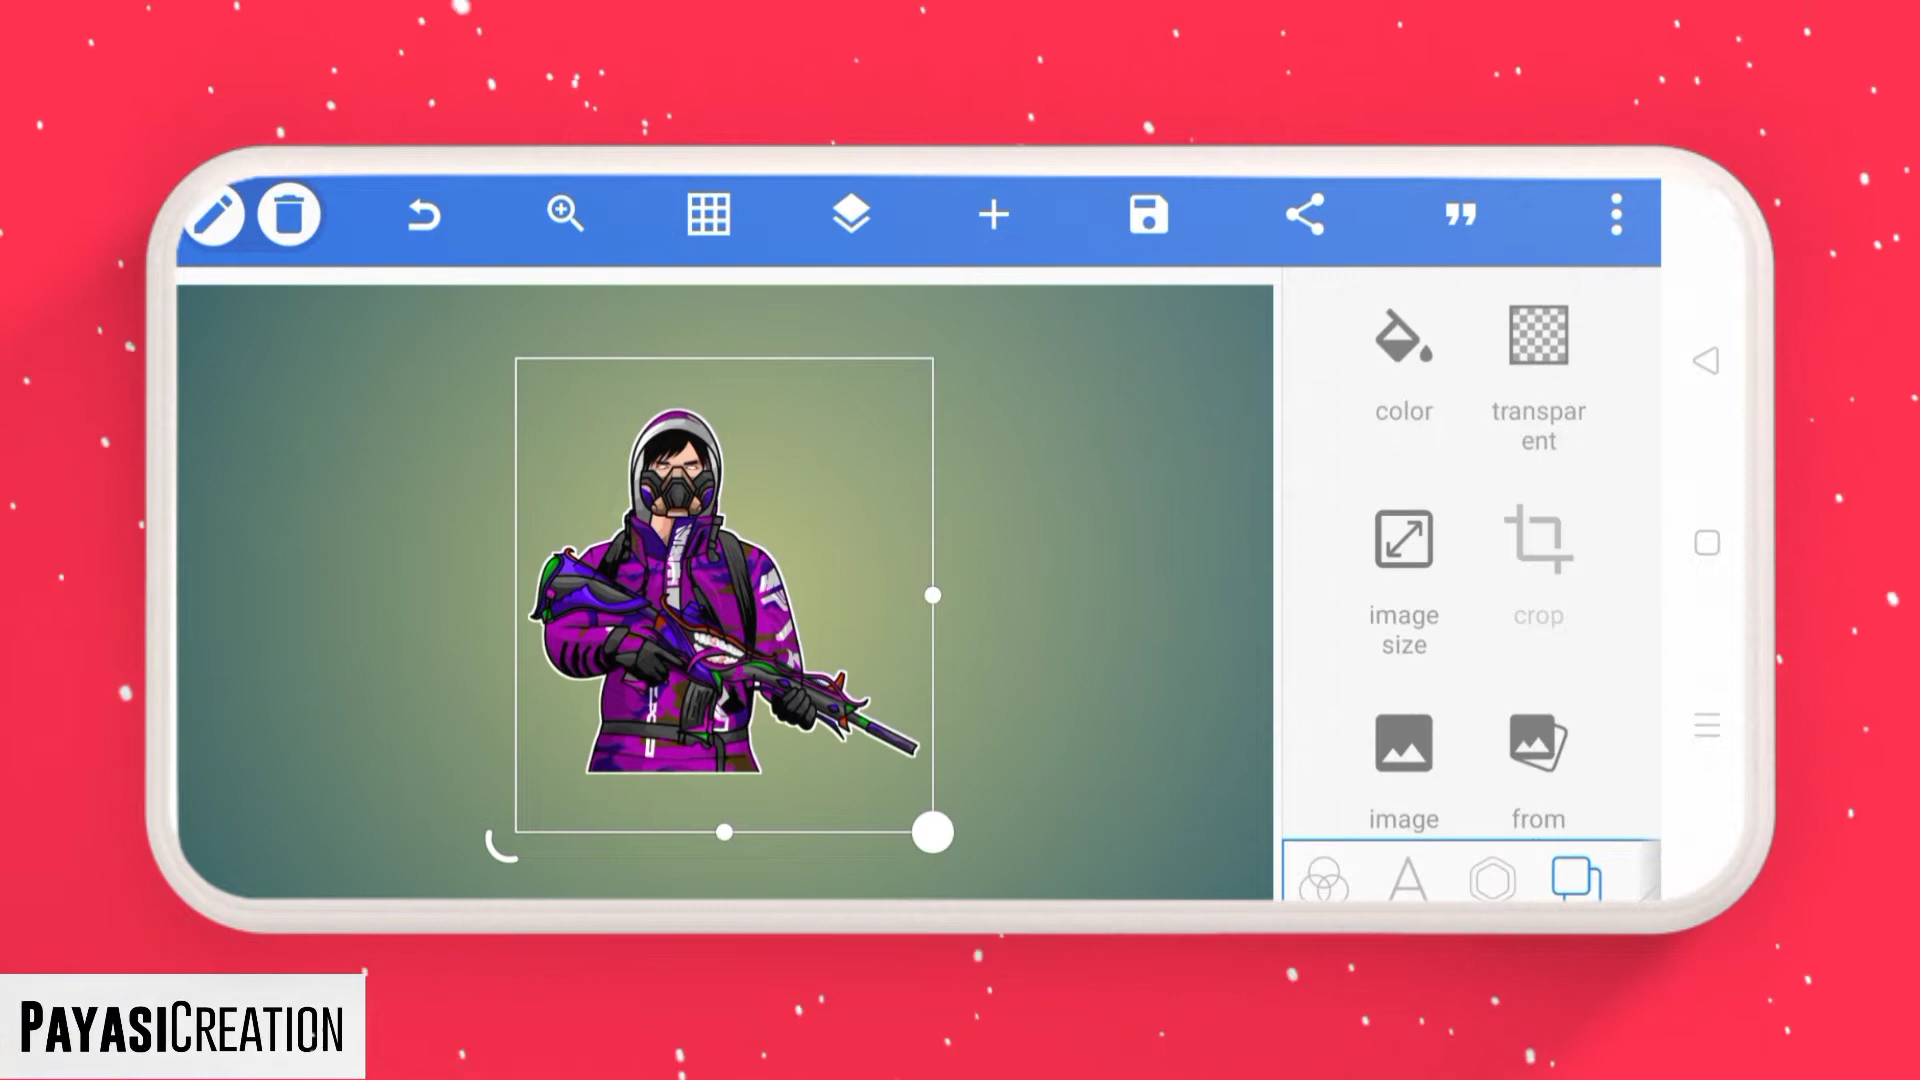 color
transpar
ent
image
size
crop
image
from
PAYASICREATION